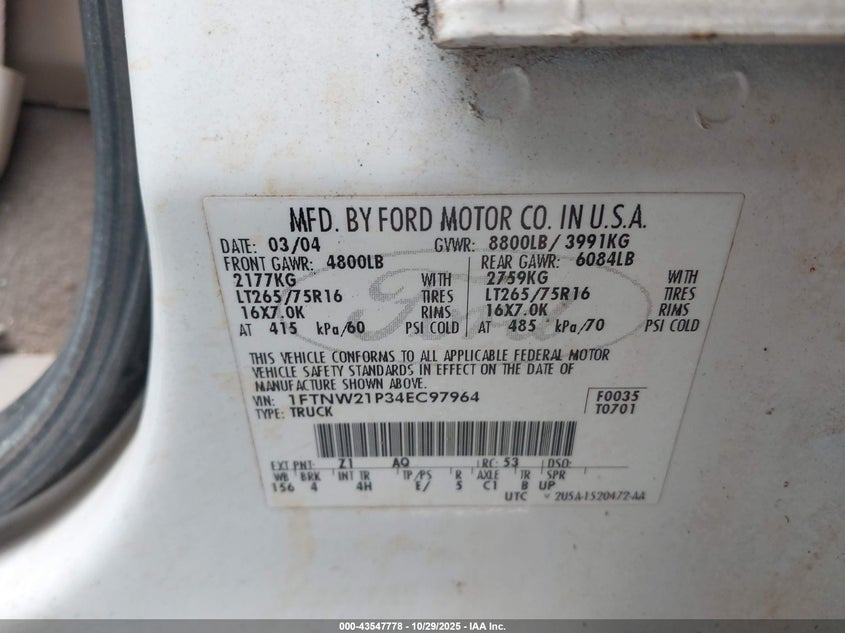 MFD. BY FORD MOTOR CO. IN U.S.A.
DATE: 03/04 GVWR: 8800LB/ 3991KG
FRONT GAWR: 4800LB REAR GAWR: 6084LB
2177KG WITH 2759KG WITH
LT265/75R16 TIRES LT265/75R16 TIRES
16X7.0K RIMS 16X7.0K RIMS
AT 415 kPa/60 PSI COLD AT 485 kPa/70 PSI COLD
Ford
THIS VEHICLE CONFORMS TO ALL APPLICABLE FEDERAL MOTOR
VEHICLE SAFETY STANDARDS IN EFFECT ON THE DATE OF
MANUFACTURE SHOWN ABOVE.
VIN: 1FTNW21P34EC97964 F0035
TYPE: TRUCK T0701
EXT PNT: Z1 AQ RC: 53 DSO:
WB BRK INT TR TP/PS R AXLE TR SPR
156 4 4H E/ 5 C1 B UP
UTC 2U5A-1520472-AA
000-43547778 - 10/29/2025 - IAA Inc.